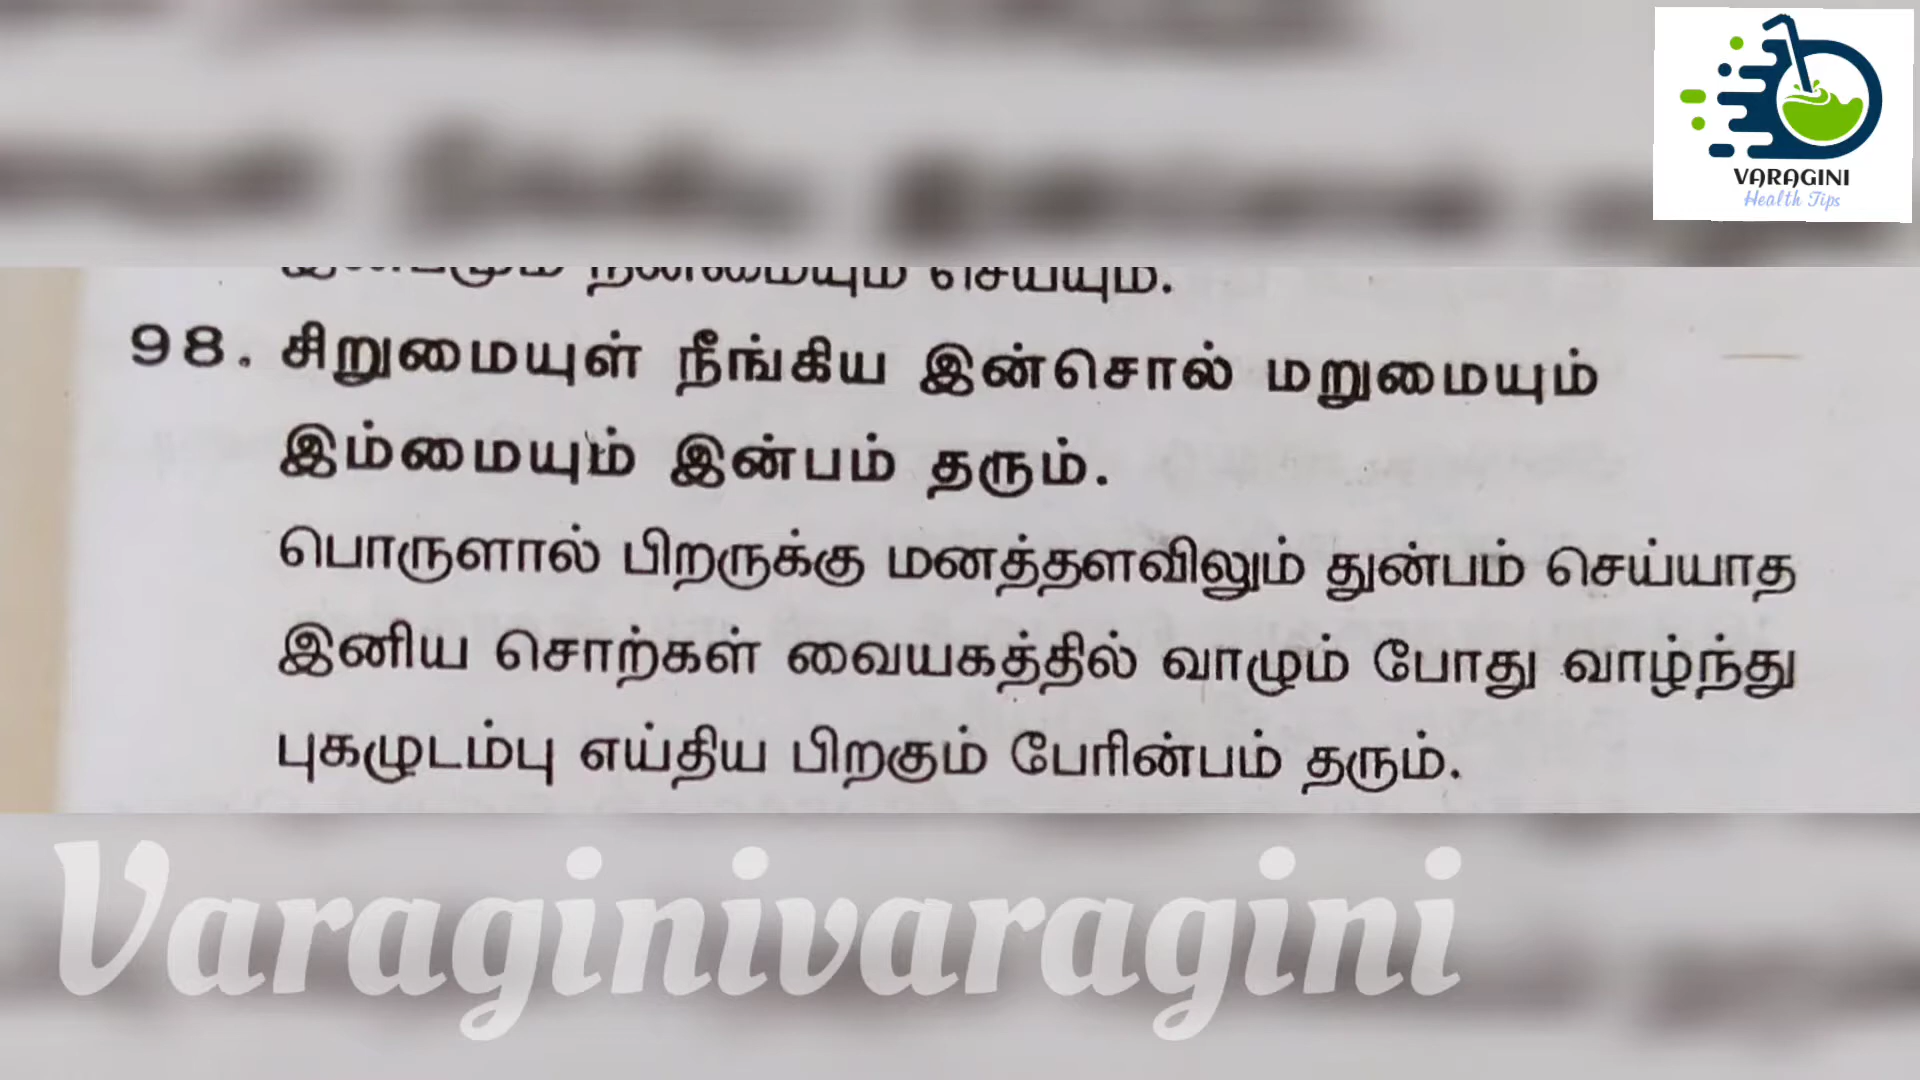 VARAGINI
Health Tips
செய்யும்.
98. சிறுமையுள் நீங்கிய இன்சொல் மறுமையும்
இம்மையும் இன்பம் தரும்.
பொருளால் பிறருக்கு மனத்தளவிலும் துன்பம் செய்யாத
இனிய சொற்கள் வையகத்தில் வாழும் போது வாழ்ந்து
புகழுடம்பு எய்திய பிறகும் பேரின்பம் தரும்.
Varaginivaragini